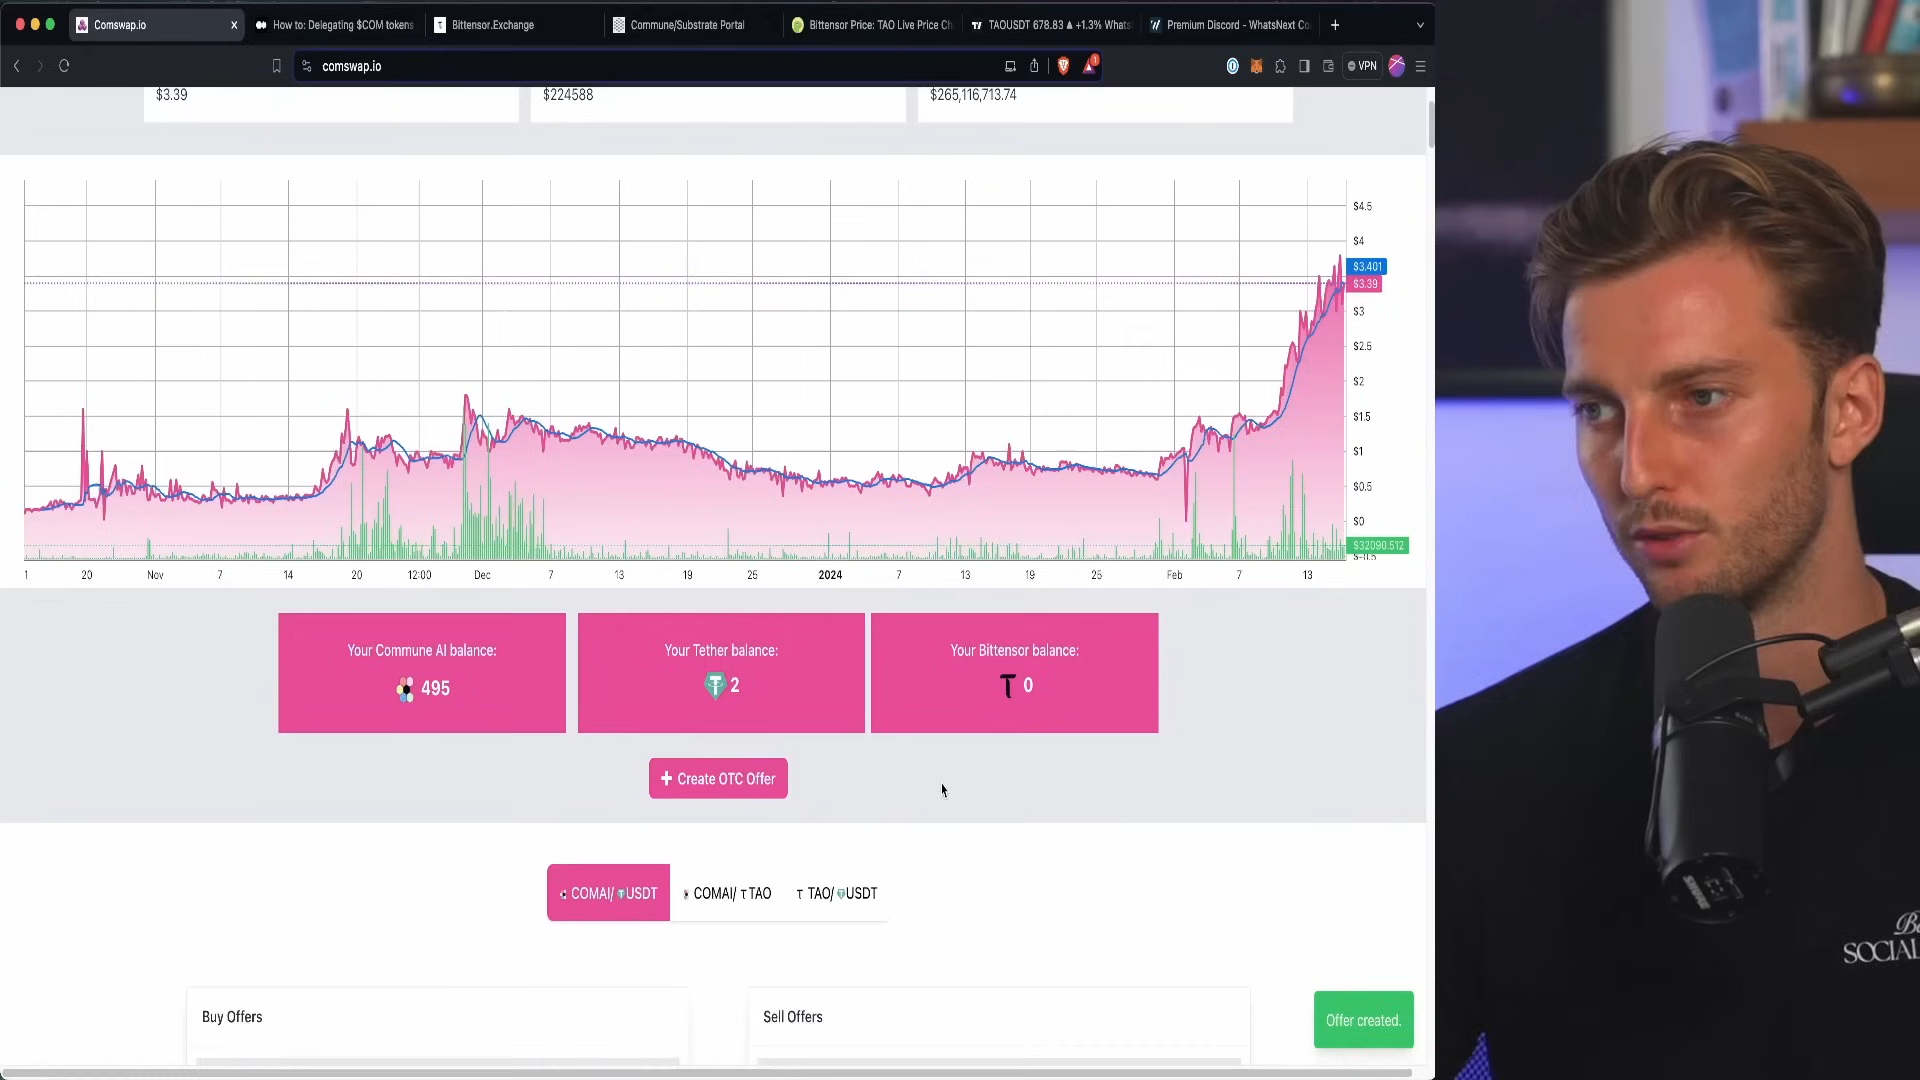 Comswap.io
How to: Delegating $COM tokens
Bittensor.Exchange
Commune/Substrate Portal
Bittensor Price: TAO Live Price Ch
TAOUSDT 678.83 ▲ +1.3% Whats
Premium Discord - WhatsNext Co
comswap.io
1
VPN
$3.39
$224588
$265,116,713.74
$4.5
$4
$3.401
$3.39
$3
$2.5
$2
$1.5
$1
$0.5
$0
$32090.512
$-0.5
1 20 Nov 7 14 20 12:00 Dec 7 13 19 25 2024 7 13 19 25 Feb 7 13
Your Commune AI balance:
495
Your Tether balance:
2
Your Bittensor balance:
0
+ Create OTC Offer
COMAI/ USDT
COMAI/ TAO
TAO/ USDT
Buy Offers
Sell Offers
Offer created.
SOCIAL